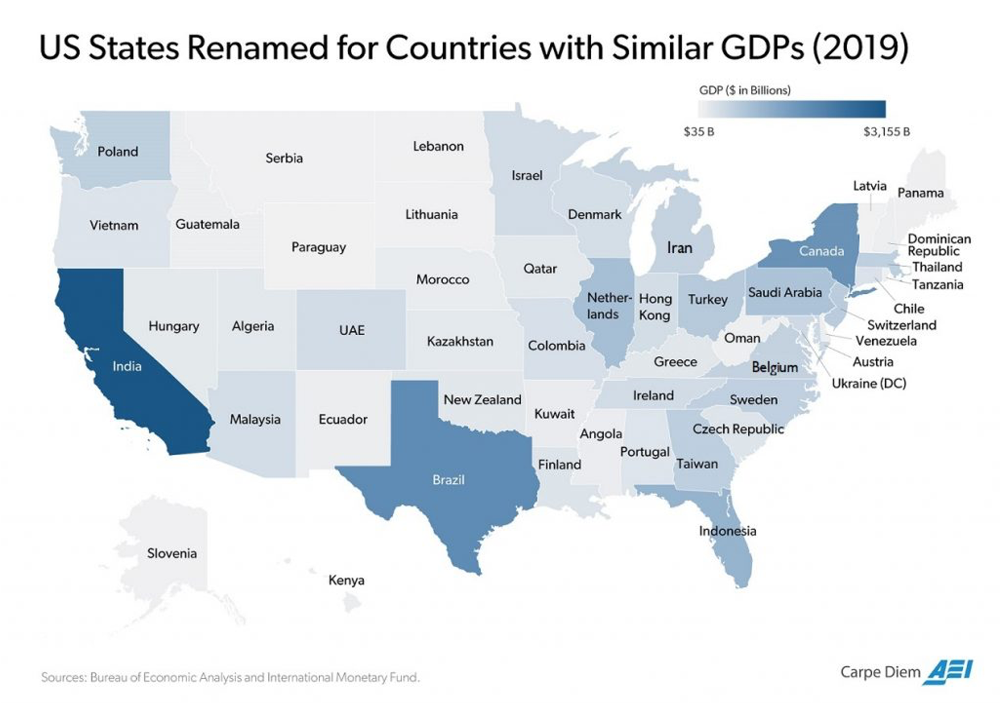 US States Renamed for Countries with Similar GDPs (2019)
GDP ($ in Billions)
$35 B
$3,155 B
Poland
Serbia
Lebanon
Israel
Latvia
Panama
Vietnam
Guatemala
Lithuania
Denmark
Paraguay
Iran
Canada
Dominican
Republic
Thailand
Tanzania
Morocco
Qatar
Nether-
lands
Hong
Kong
Turkey
Saudi Arabia
Chile
Switzerland
Venezuela
Austria
Ukraine (DC)
Hungary
Algeria
UAE
Kazakhstan
Colombia
Oman
Greece
Belgium
India
Malaysia
Ecuador
New Zealand
Kuwait
Ireland
Sweden
Angola
Czech Republic
Portugal
Taiwan
Finland
Brazil
Indonesia
Slovenia
Kenya
Sources: Bureau of Economic Analysis and International Monetary Fund.
Carpe Diem AEI